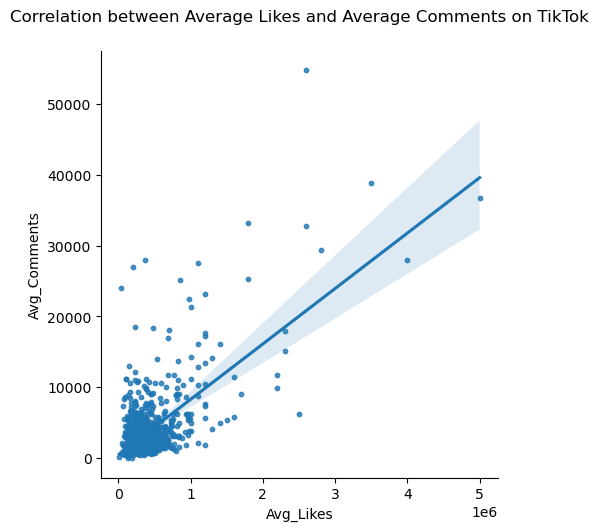 Correlation between Average Likes and Average Comments on TikTok
50000
40000
30000
20000
10000
0
Avg_Comments
0 1 2 3 4 5
1e6
Avg_Likes